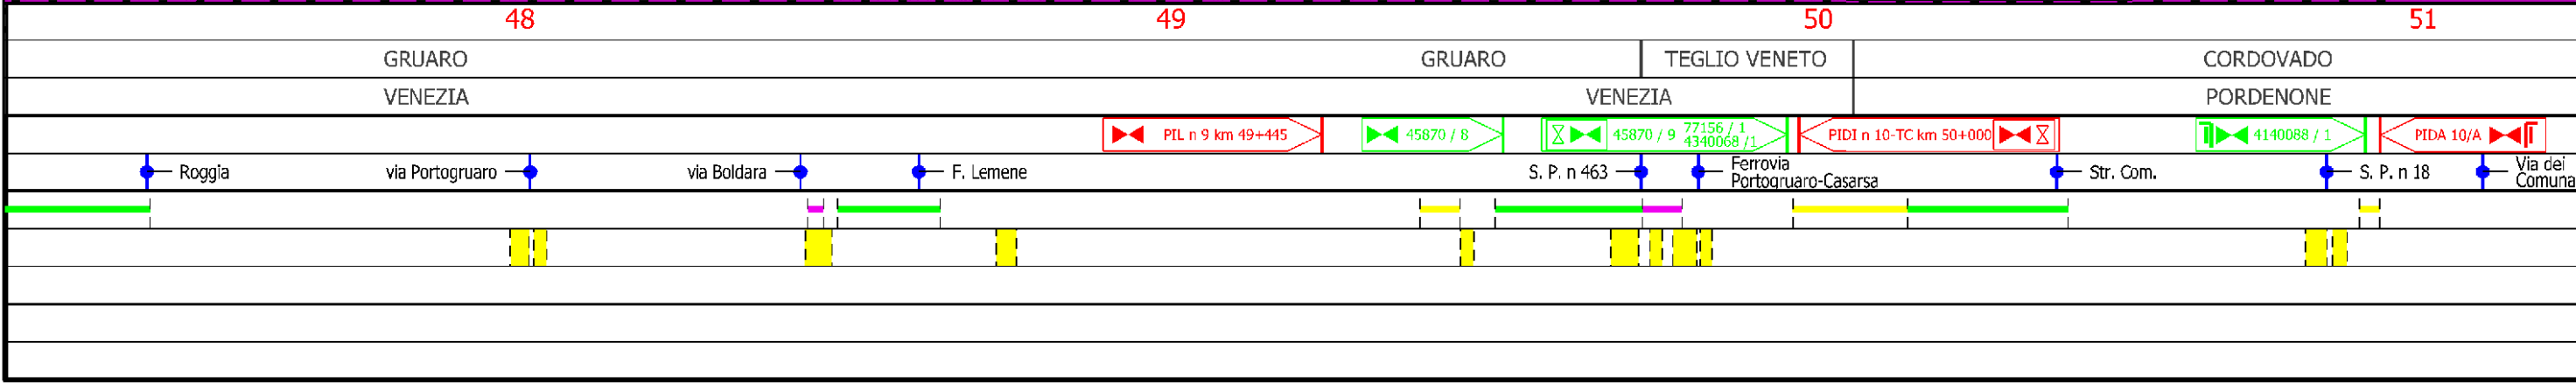 48 49 50 51
GRUARO GRUARO TEGLIO VENETO CORDOVADO
VENEZIA VENEZIA PORDENONE
PIL n 9 km 49+445 45870 / 8 45870 / 9 77156 / 1 PIDI n 10-TC km 50+000 4140088 / 1 PIDA 10/A
4340068 /1
Roggia via Portogruaro via Boldara F. Lemene S. P. n 463 Ferrovia Str. Com. S. P. n 18 Via dei
Portogruaro-Casarsa Comuna